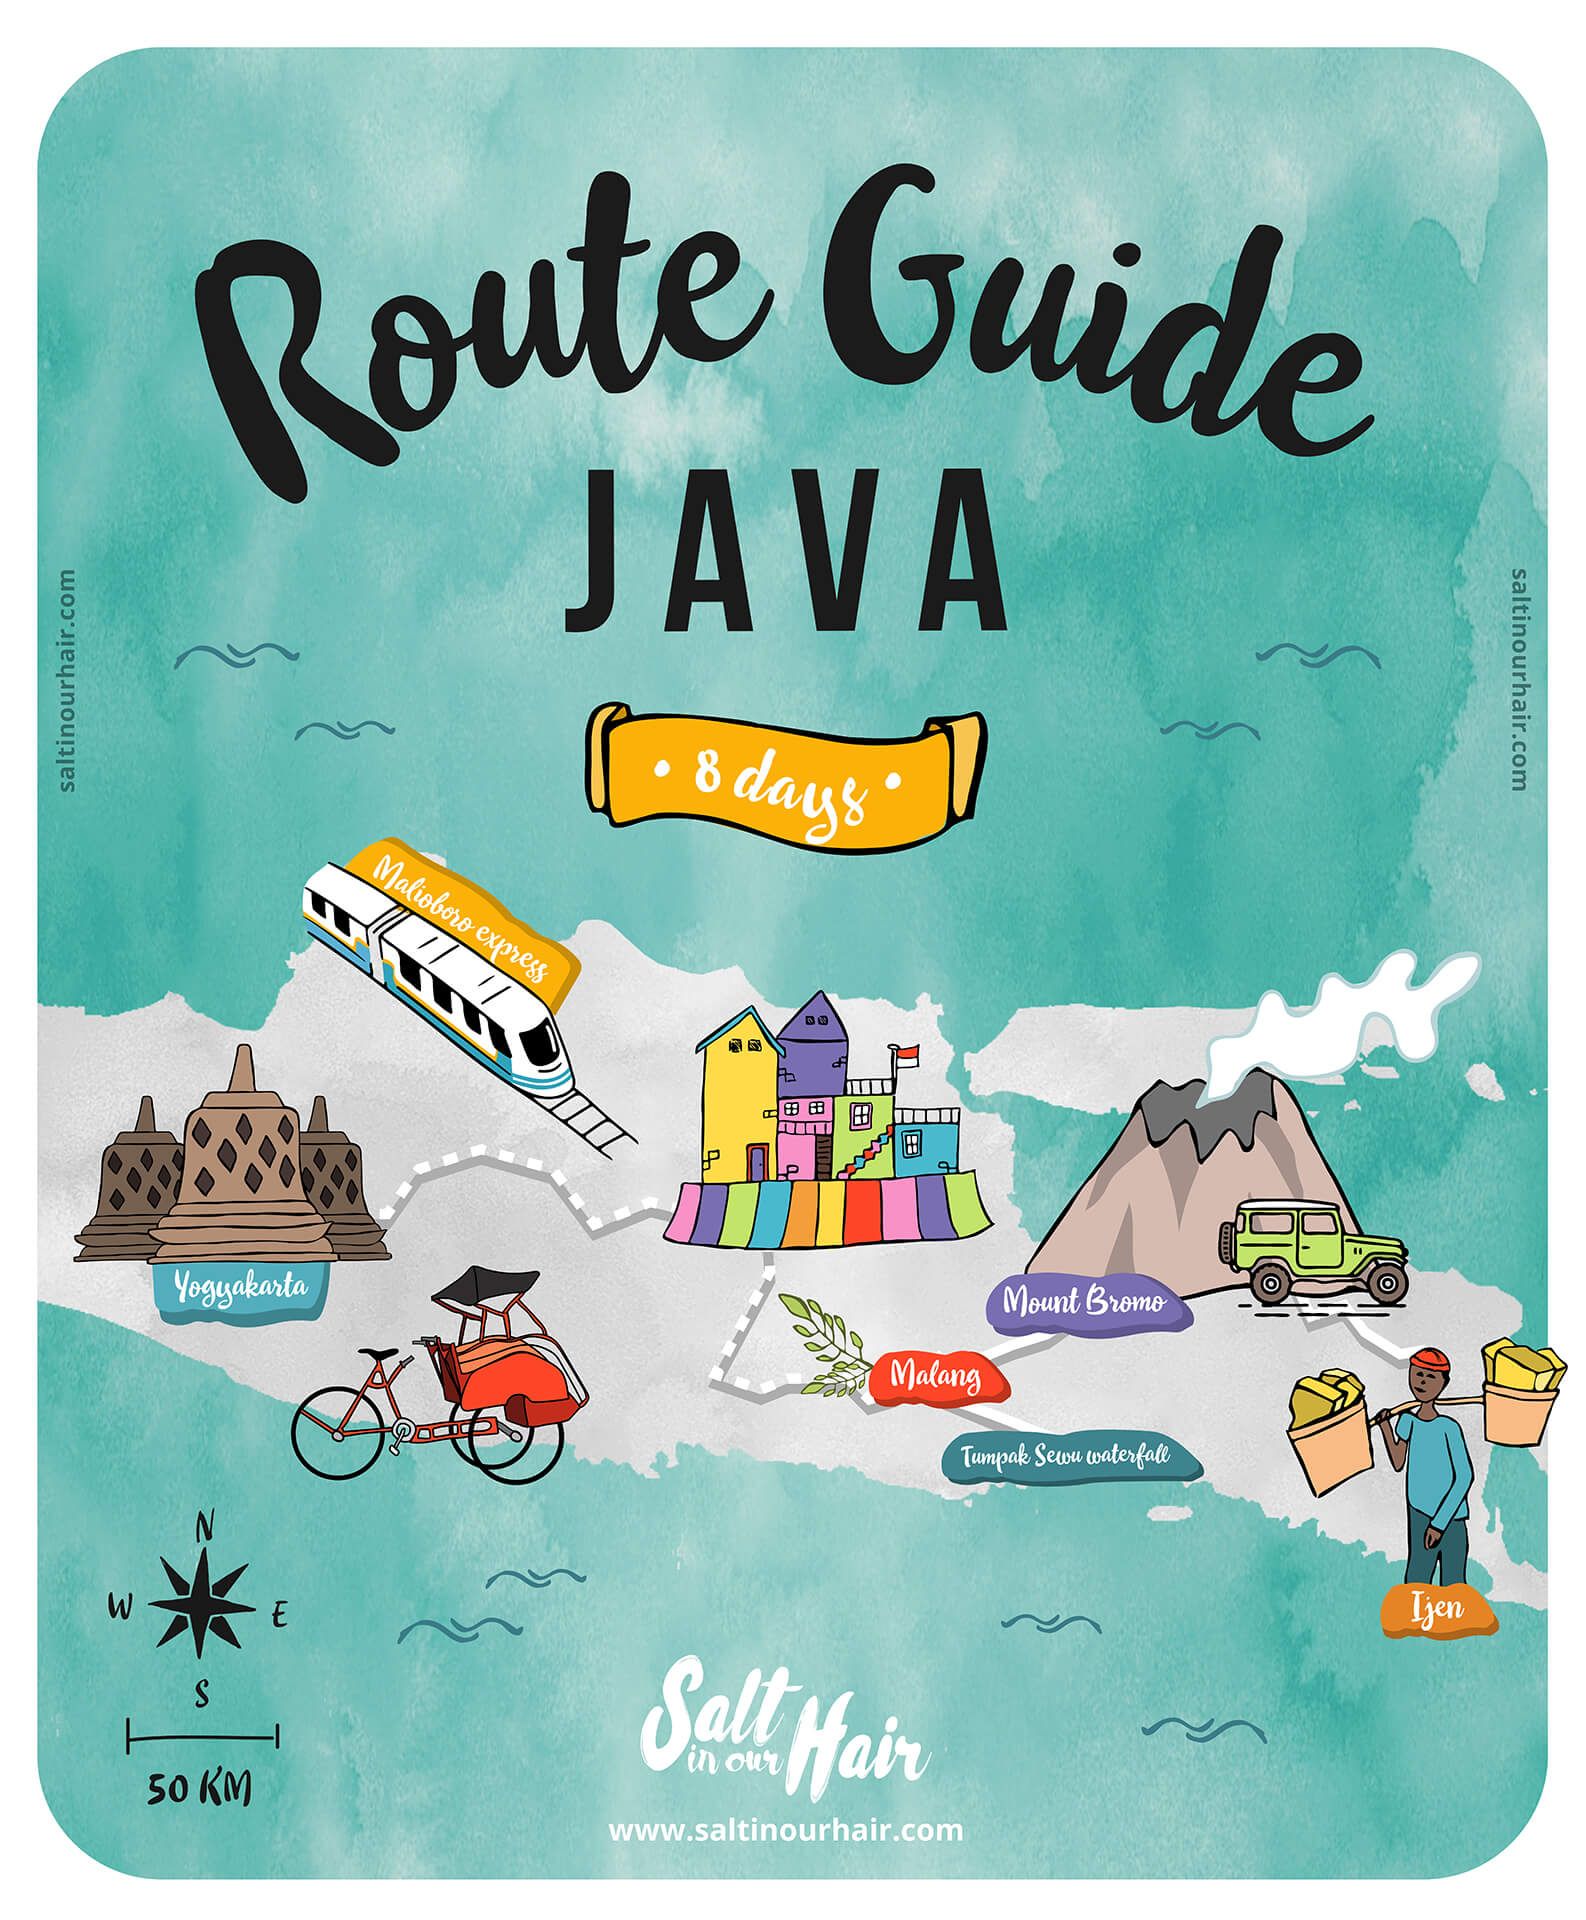 Route Guide
JAVA
• 8 days •
saltinourhair.com
saltinourhair.com
Malioboro express
Yogyakarta
Mount Bromo
Malang
Tumpak Sewu waterfall
Ijen
N
W
E
S
50 KM
Salt
in our Hair
www.saltinourhair.com